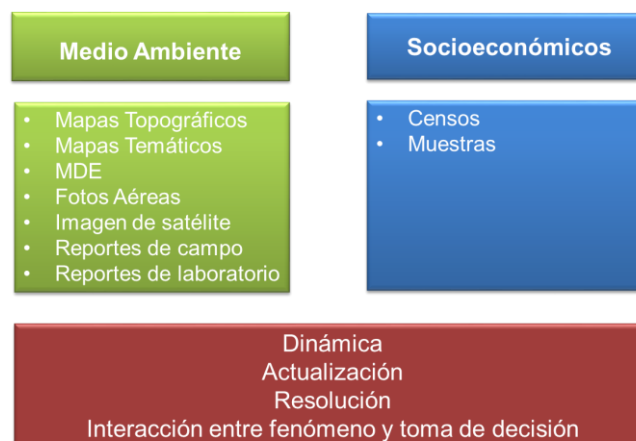 Medio Ambiente
• Mapas Topográficos
• Mapas Temáticos
• MDE
• Fotos Aéreas
• Imagen de satélite
• Reportes de campo
• Reportes de laboratorio
Socioeconómicos
• Censos
• Muestras
Dinámica
Actualización
Resolución
Interacción entre fenómeno y toma de decisión